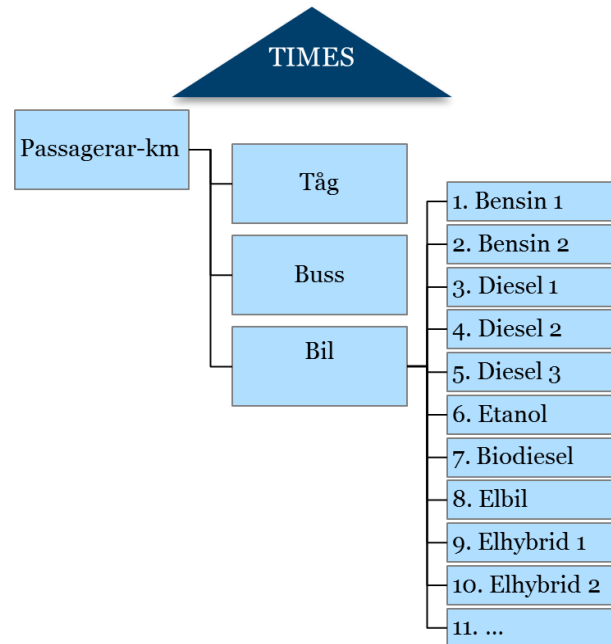 TIMES
Passagerar-km
Tåg
Buss
Bil
1. Bensin 1
2. Bensin 2
3. Diesel 1
4. Diesel 2
5. Diesel 3
6. Etanol
7. Biodiesel
8. Elbil
9. Elhybrid 1
10. Elhybrid 2
11. ...